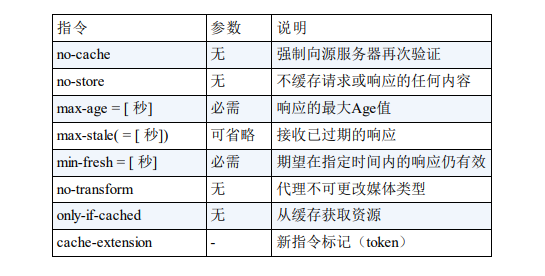 指令 参数 说明
no-cache 无 强制向源服务器再次验证
no-store 无 不缓存请求或响应的任何内容
max-age = [ 秒] 必需 响应的最大Age值
max-stale( = [ 秒]) 可省略 接收已过期的响应
min-fresh = [ 秒] 必需 期望在指定时间内的响应仍有效
no-transform 无 代理不可更改媒体类型
only-if-cached 无 从缓存获取资源
cache-extension - 新指令标记（token）